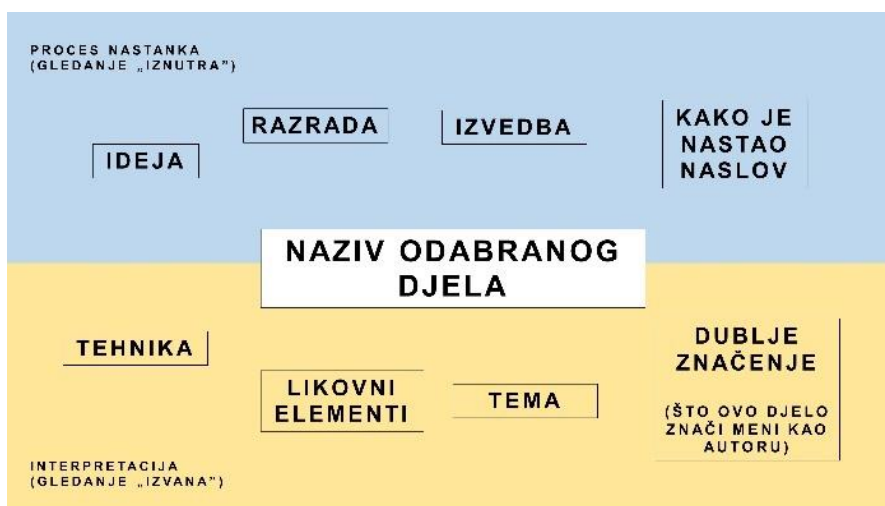 PROCES NASTANKA
(GLEDANJE „IZNUTRA”)
IDEJA
RAZRADA
IZVEDBA
KAKO JE
NASTAO
NASLOV
NAZIV ODABRANOG
DJELA
TEHNIKA
LIKOVNI
ELEMENTI
TEMA
DUBLJE
ZNAČENJE
(ŠTO OVO DJELO
ZNAČI MENI KAO
AUTORU)
INTERPRETACIJA
(GLEDANJE „IZVANA”)